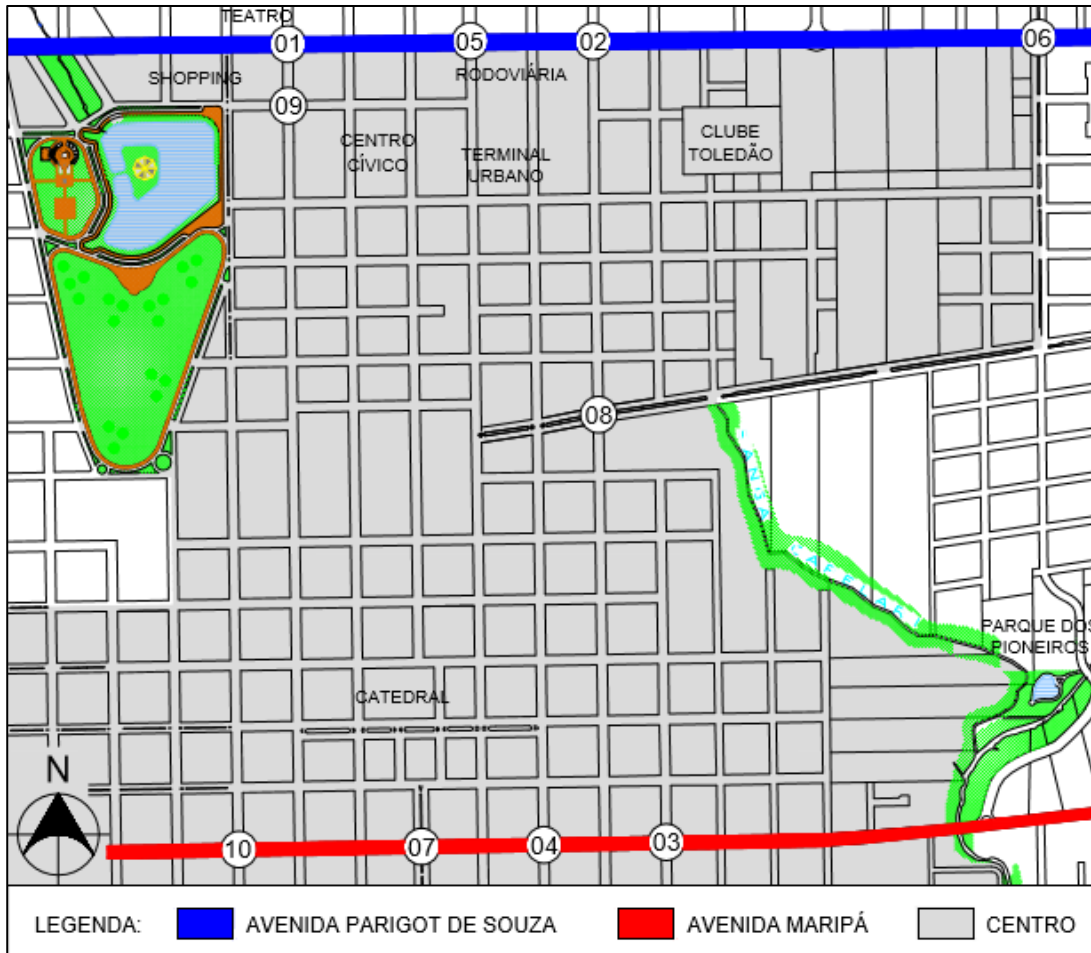 TEATRO
01
05
02
06
SHOPPING
RODOVIÁRIA
09
CENTRO
CÍVICO
TERMINAL
URBANO
CLUBE
TOLEDÃO
08
SANGA
PARQUE DOS
PIONEIROS
CATEDRAL
N
10
07
04
03
LEGENDA:
AVENIDA PARIGOT DE SOUZA
AVENIDA MARIPÁ
CENTRO